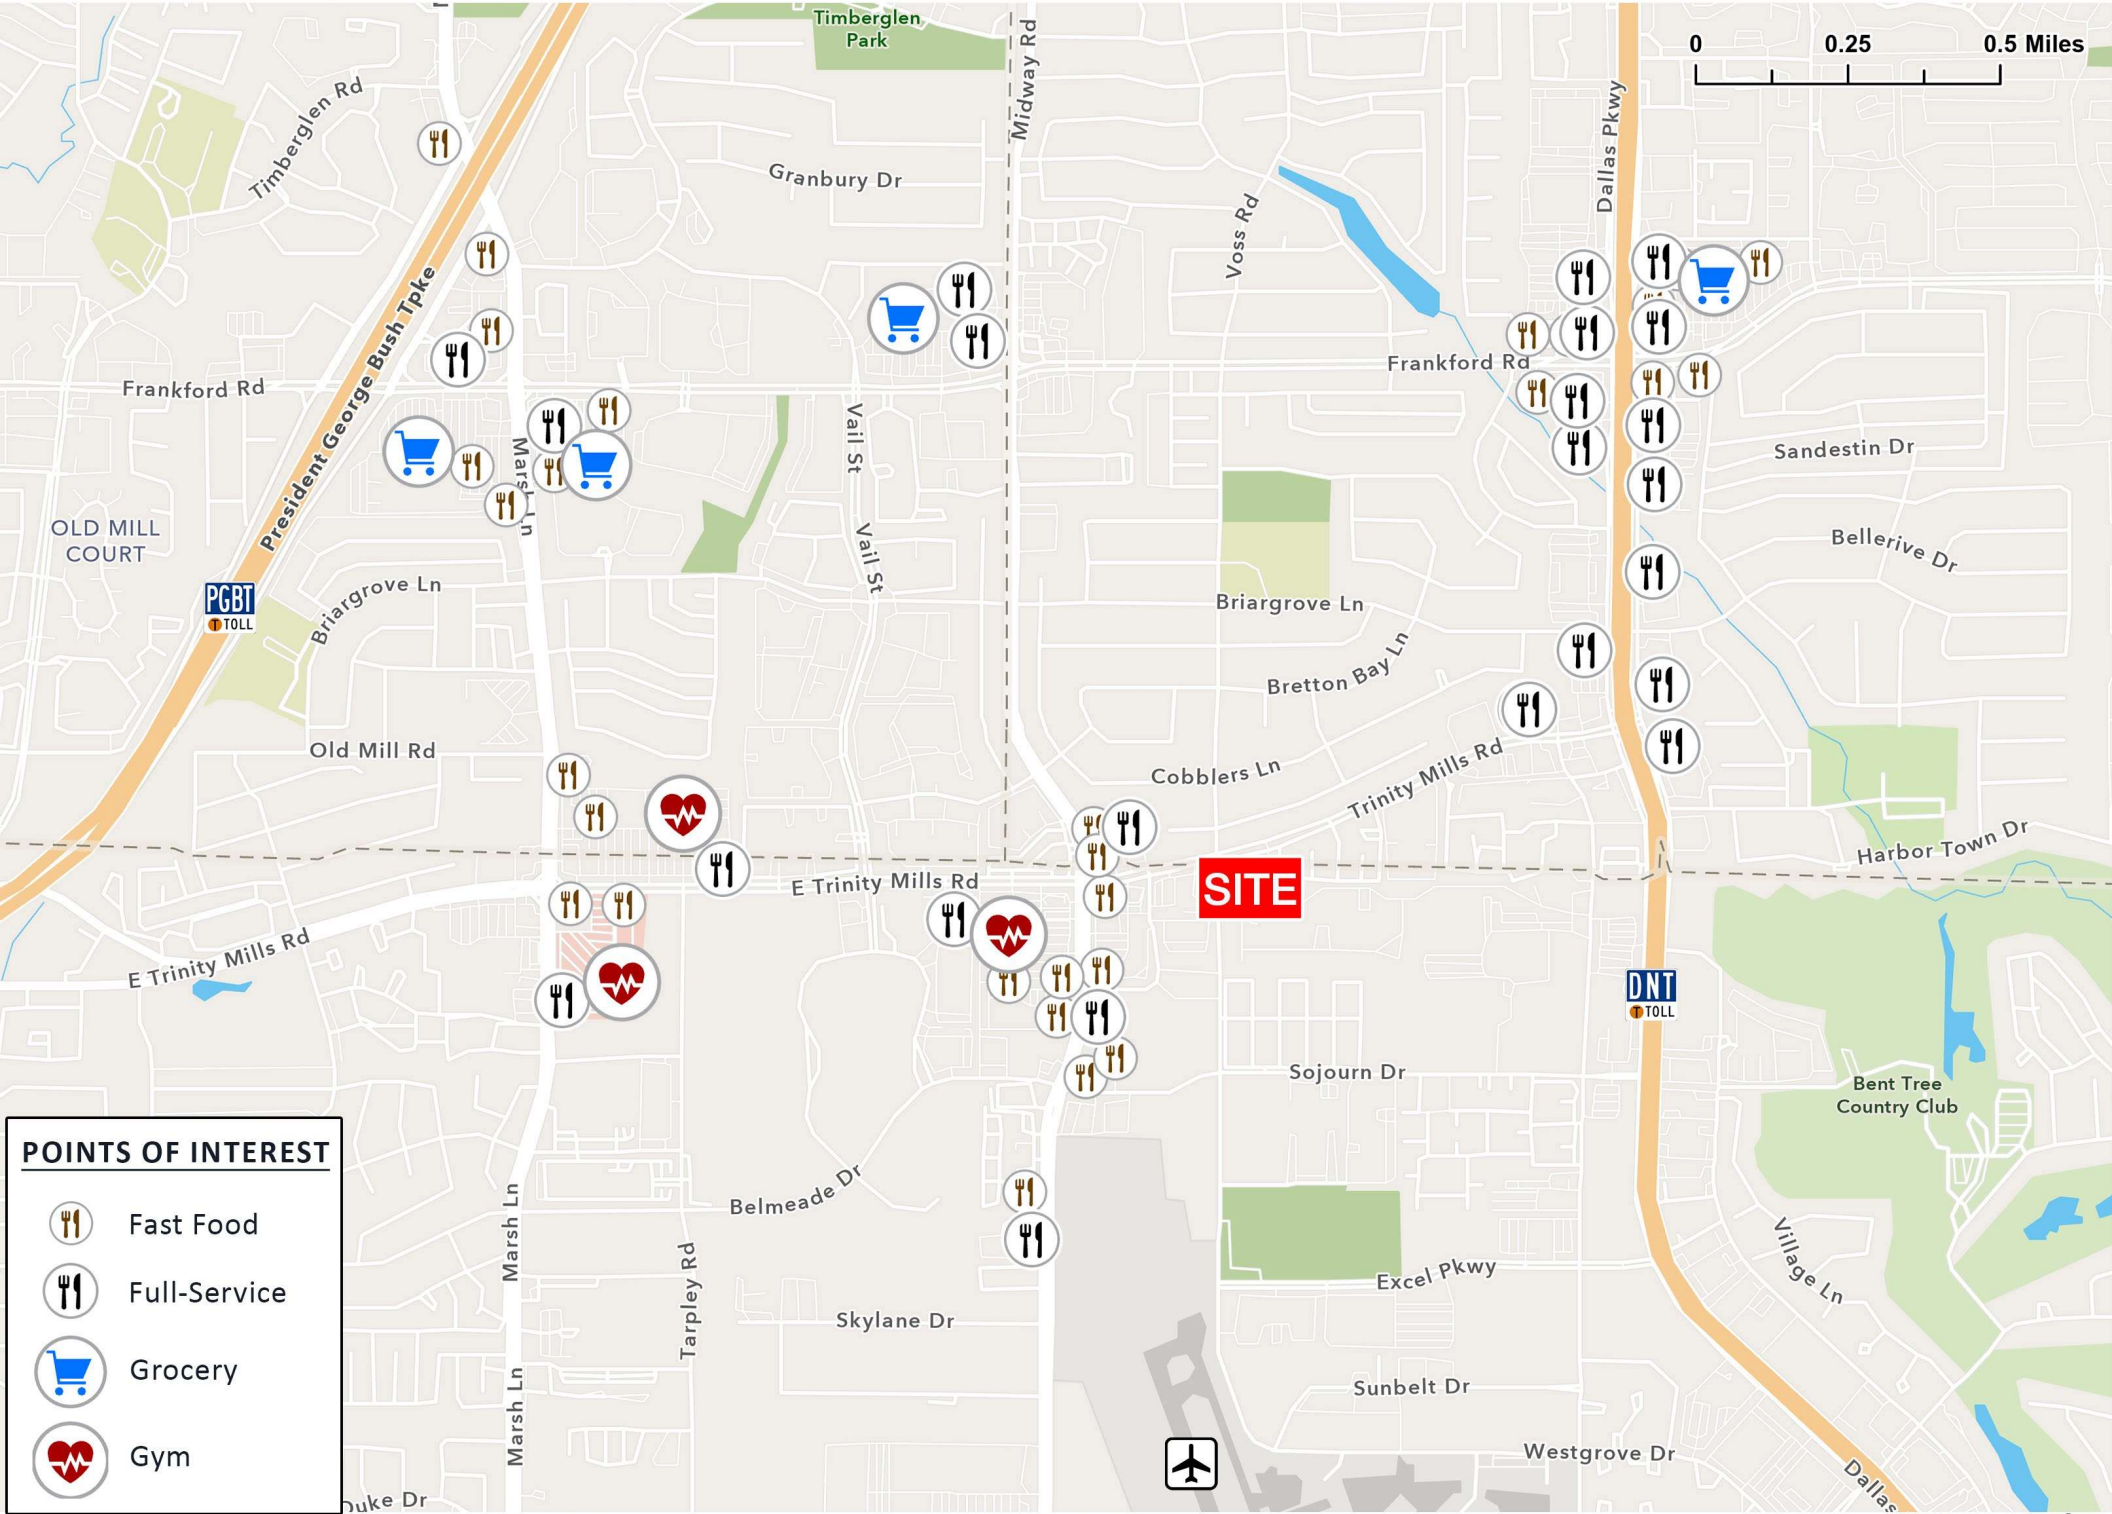 Timberglen
Park
Midway Rd
0 0.25 0.5 Miles
Timberglen Rd
Dallas Pkwy
Granbury Dr
Voss Rd
President George Bush Tpke
Frankford Rd
Frankford Rd
Marsh Ln
Vail St
Sandestin Dr
OLD MILL
COURT
Vail St
Bellerive Dr
PGBT
T TOLL
Briargrove Ln
Briargrove Ln
Bretton Bay Ln
Old Mill Rd
Cobblers Ln
Trinity Mills Rd
Harbor Town Dr
E Trinity Mills Rd
SITE
E Trinity Mills Rd
DNT
T TOLL
Sojourn Dr
Bent Tree
Country Club
Belmeade Dr
Marsh Ln
Tarpley Rd
Excel Pkwy
Village Ln
Skylane Dr
Sunbelt Dr
Marsh Ln
Westgrove Dr
Dallas
Duke Dr
POINTS OF INTEREST
Fast Food
Full-Service
Grocery
Gym